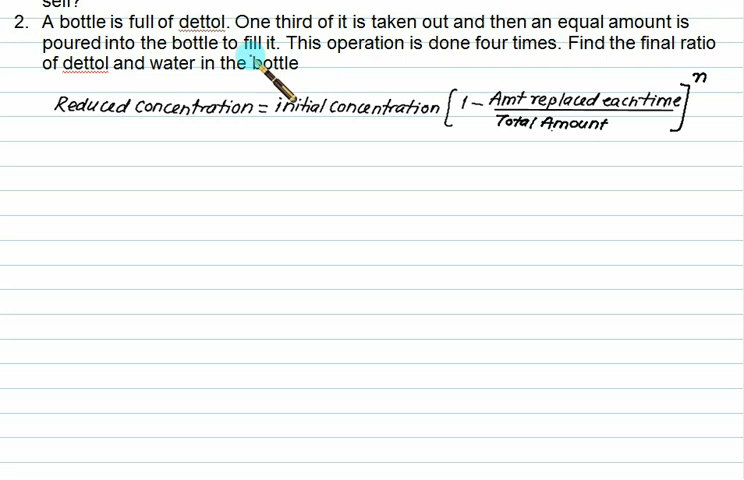 sell?
2. A bottle is full of dettol. One third of it is taken out and then an equal amount is
poured into the bottle to fill it. This operation is done four times. Find the final ratio
of dettol and water in the bottle
Reduced concentration = initial concentration [1 - Amt replaced each time / Total Amount]^n